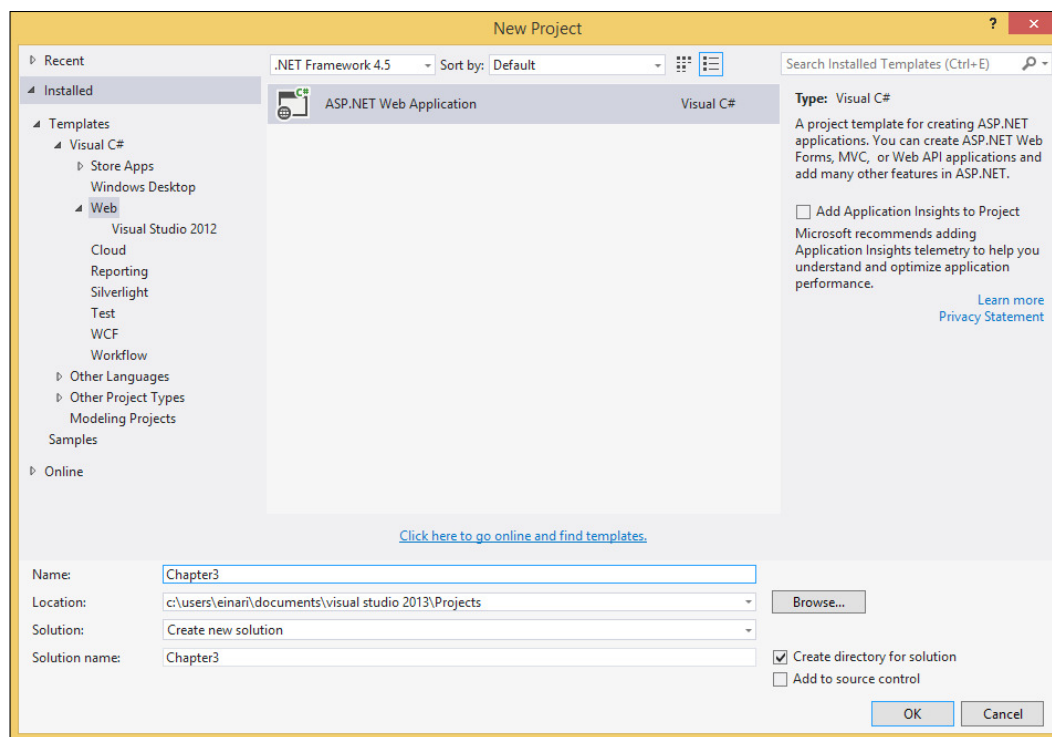 New Project
?
Recent
Installed
Templates
Visual C#
Store Apps
Windows Desktop
Web
Visual Studio 2012
Cloud
Reporting
Silverlight
Test
WCF
Workflow
Other Languages
Other Project Types
Modeling Projects
Samples
Online
.NET Framework 4.5
Sort by: Default
C#
ASP.NET Web Application
Visual C#
Click here to go online and find templates.
Search Installed Templates (Ctrl+E)
Type: Visual C#
A project template for creating ASP.NET
applications. You can create ASP.NET Web
Forms, MVC, or Web API applications and
add many other features in ASP.NET.
Add Application Insights to Project
Microsoft recommends adding
Application Insights telemetry to help you
understand and optimize application
performance.
Learn more
Privacy Statement
Name: Chapter3
Location: c:\users\einari\documents\visual studio 2013\Projects
Browse...
Solution: Create new solution
Solution name: Chapter3
Create directory for solution
Add to source control
OK
Cancel